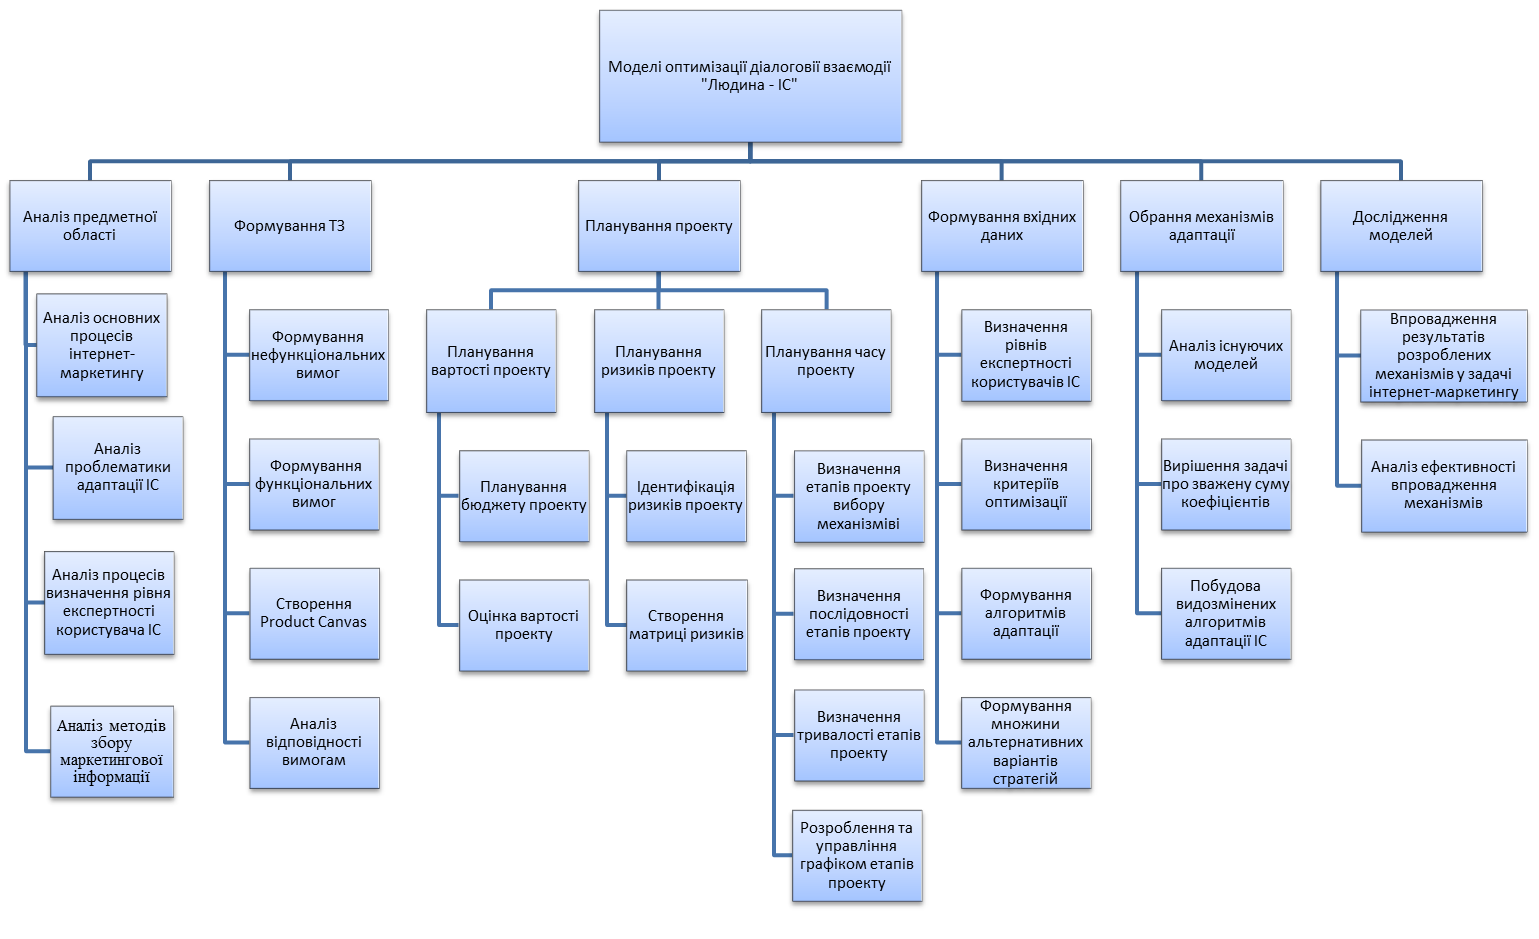 Моделі оптимізації діалоговії взаємодії
"Людина - ІС"
Аналіз предметної
області
Формування ТЗ
Планування проекту
Формування вхідних
даних
Обрання механізмів
адаптації
Дослідження
моделей
Аналіз основних
процесів
інтернет-
маркетингу
Аналіз
проблематики
адаптації ІС
Аналіз процесів
визначення рівня
експертності
користувача ІС
Аналіз методів
збору
маркетингової
інформації
Формування
нефункціональних
вимог
Формування
функціональних
вимог
Створення
Product Canvas
Аналіз
відповідності
вимогам
Планування
вартості проекту
Планування
бюджету проекту
Оцінка вартості
проекту
Планування
ризиків проекту
Ідентифікація
ризиків проекту
Створення
матриці ризиків
Планування часу
проекту
Визначення
етапів проекту
вибору
механізміві
Визначення
послідовності
етапів проекту
Визначення
тривалості етапів
проекту
Розроблення та
управління
графіком етапів
проекту
Визначення
рівнів
експертності
користувачів ІС
Визначення
критеріїв
оптимізації
Формування
алгоритмів
адаптації
Формування
множини
альтернативних
варіантів
стратегій
Аналіз існуючих
моделей
Вирішення задачі
про зважену суму
коефіцієнтів
Побудова
видозмінених
алгоритмів
адаптації ІС
Впровадження
результатів
розроблених
механізмів у задачі
інтернет-маркетингу
Аналіз ефективності
впровадження
механізмів